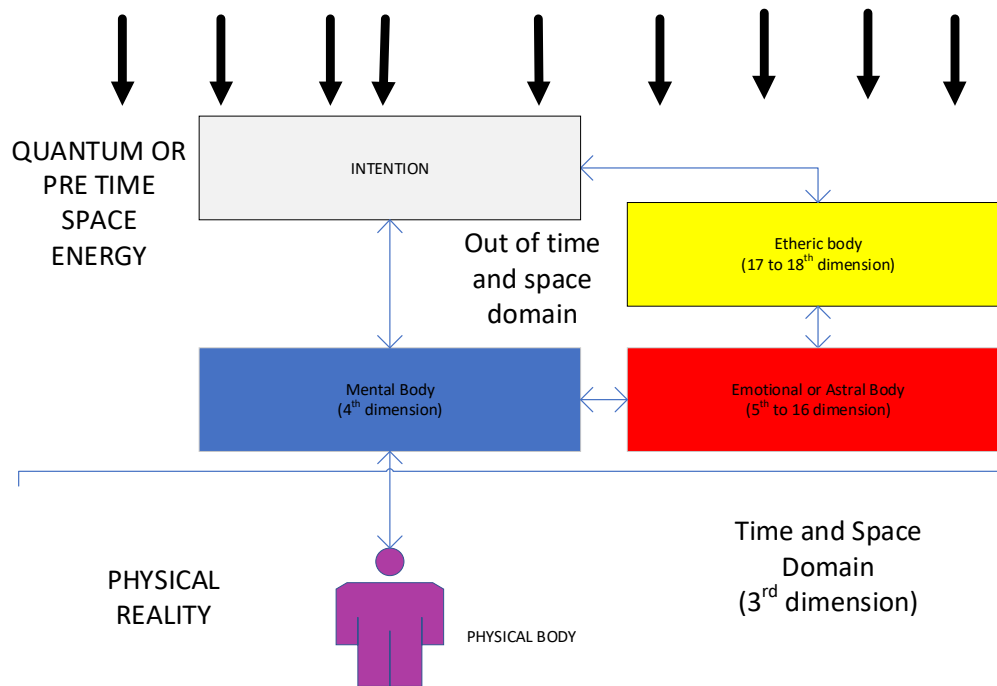 QUANTUM OR
PRE TIME
SPACE
ENERGY
INTENTION
Out of time
and space
domain
Etheric body
(17 to 18th dimension)
Mental Body
(4th dimension)
Emotional or Astral Body
(5th to 16 dimension)
PHYSICAL
REALITY
PHYSICAL BODY
Time and Space
Domain
(3rd dimension)